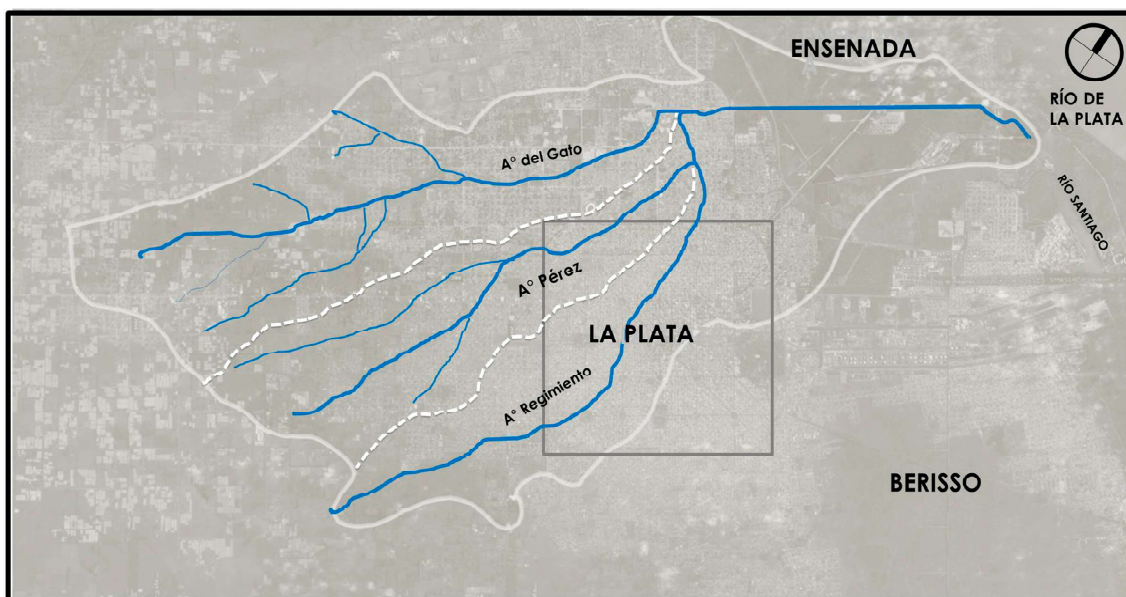 ENSENADA
RÍO DE
LA PLATA
A° del Gato
RÍO SANTIAGO
A° Pérez
LA PLATA
A° Regimiento
BERISSO